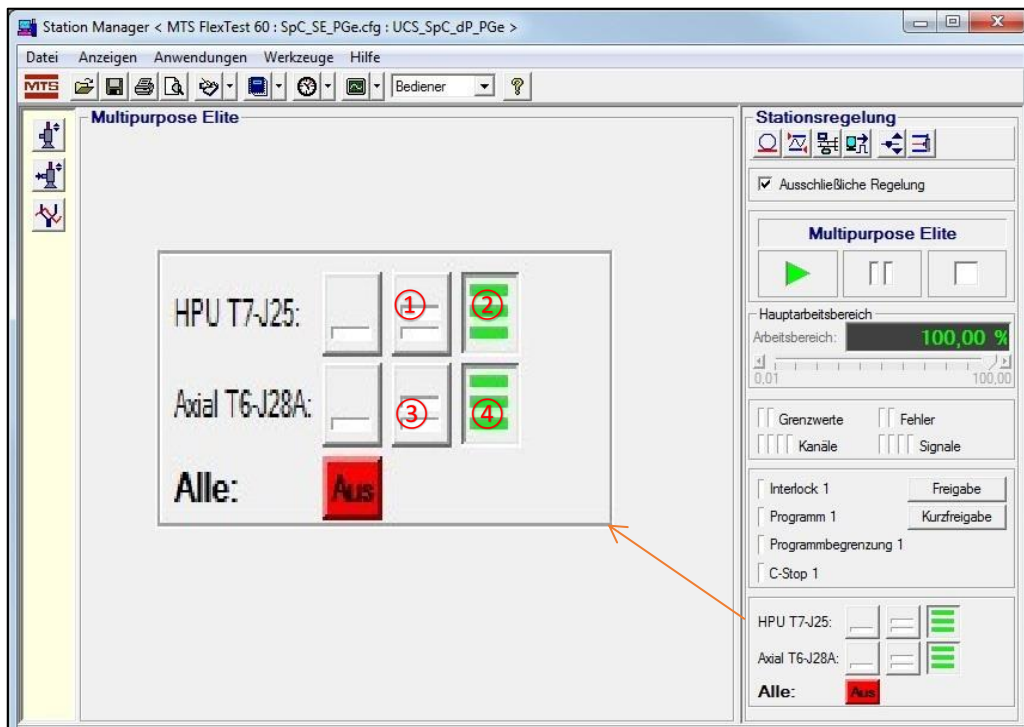 Station Manager < MTS FlexTest 60 : SpC_SE_PGe.cfg : UCS_SpC_dP_PGe >
Datei Anzeigen Anwendungen Werkzeuge Hilfe
MTS Bediener ?
Multipurpose Elite
HPU T7-J25: ① ②
Axial T6-J28A: ③ ④
Alle: Aus
Stationsregelung
Ausschließliche Regelung
Multipurpose Elite
Hauptarbeitsbereich
Arbeitsbereich: 100,00 %
0,01 100,00
Grenzwerte Fehler
Kanäle Signale
Interlock 1 Freigabe
Programm 1 Kurzfreigabe
Programmbegrenzung 1
C-Stop 1
HPU T7-J25:
Axial T6-J28A:
Alle: Aus